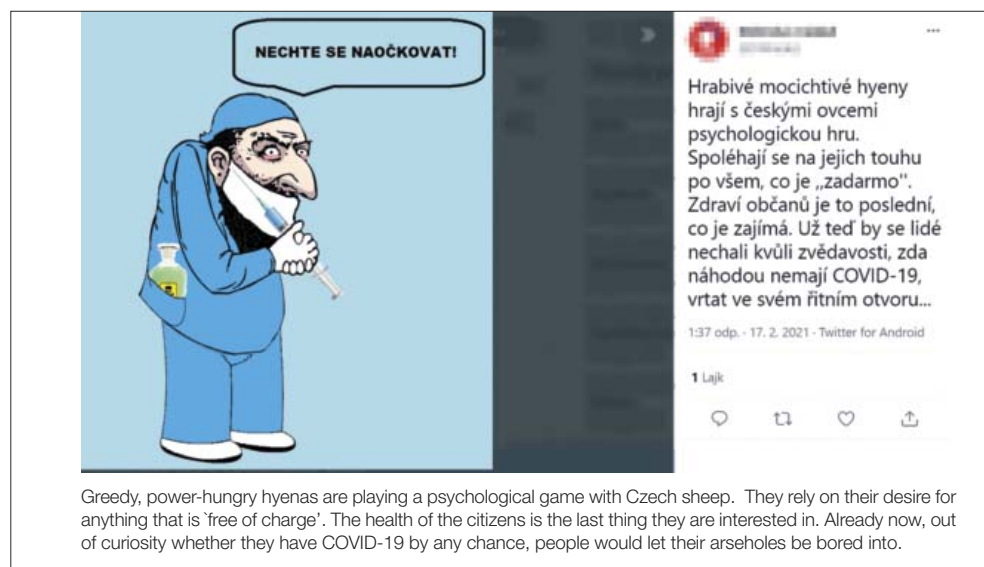 NECHTE SE NAOČKOVAT!
Hrabivé mocichtivé hyeny
hrají s českými ovcemi
psychologickou hru.
Spoléhají se na jejich touhu
po všem, co je „zadarmo".
Zdraví občanů je to poslední,
co je zajímá. Už teď by se lidé
nechali kvůli zvědavosti, zda
náhodou nemají COVID-19,
vrtat ve svém řitním otvoru...
1:37 odp. · 17. 2. 2021 · Twitter for Android
1 Lajk
Greedy, power-hungry hyenas are playing a psychological game with Czech sheep. They rely on their desire for
anything that is `free of charge'. The health of the citizens is the last thing they are interested in. Already now, out
of curiosity whether they have COVID-19 by any chance, people would let their arseholes be bored into.